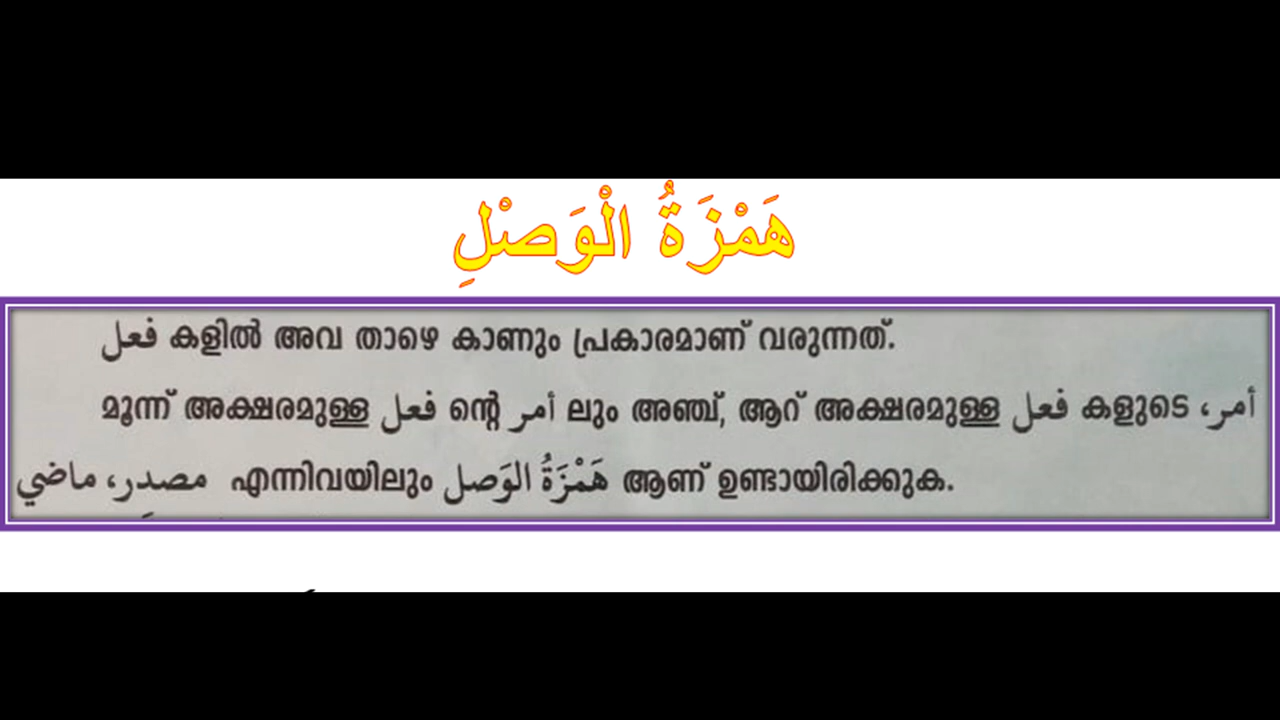 هَمْزَةُ الْوَصْلِ
فعل കളിൽ അവ താഴെ കാണും പ്രകാരമാണ് വരുന്നത്.
മൂന്ന് അക്ഷരമുള്ള فعل ന്റെ أمر ലും അഞ്ച്, ആറ് അക്ഷരമുള്ള فعل കളുടെ أمر،
مصدر، ماضي എന്നിവയിലും هَمْزَةُ الوَصل ആണ് ഉണ്ടായിരിക്കുക.